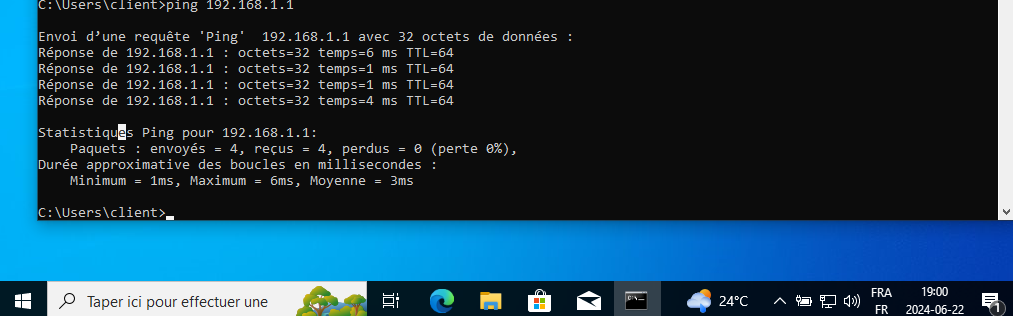 C:\Users\client>ping 192.168.1.1
Envoi d’une requête 'Ping'  192.168.1.1 avec 32 octets de données :
Réponse de 192.168.1.1 : octets=32 temps=6 ms TTL=64
Réponse de 192.168.1.1 : octets=32 temps=1 ms TTL=64
Réponse de 192.168.1.1 : octets=32 temps=1 ms TTL=64
Réponse de 192.168.1.1 : octets=32 temps=4 ms TTL=64
Statistiques Ping pour 192.168.1.1:
    Paquets : envoyés = 4, reçus = 4, perdus = 0 (perte 0%),
Durée approximative des boucles en millisecondes :
    Minimum = 1ms, Maximum = 6ms, Moyenne = 3ms
C:\Users\client>
Taper ici pour effectuer une
24°C
FRA
FR
19:00
2024-06-22
1